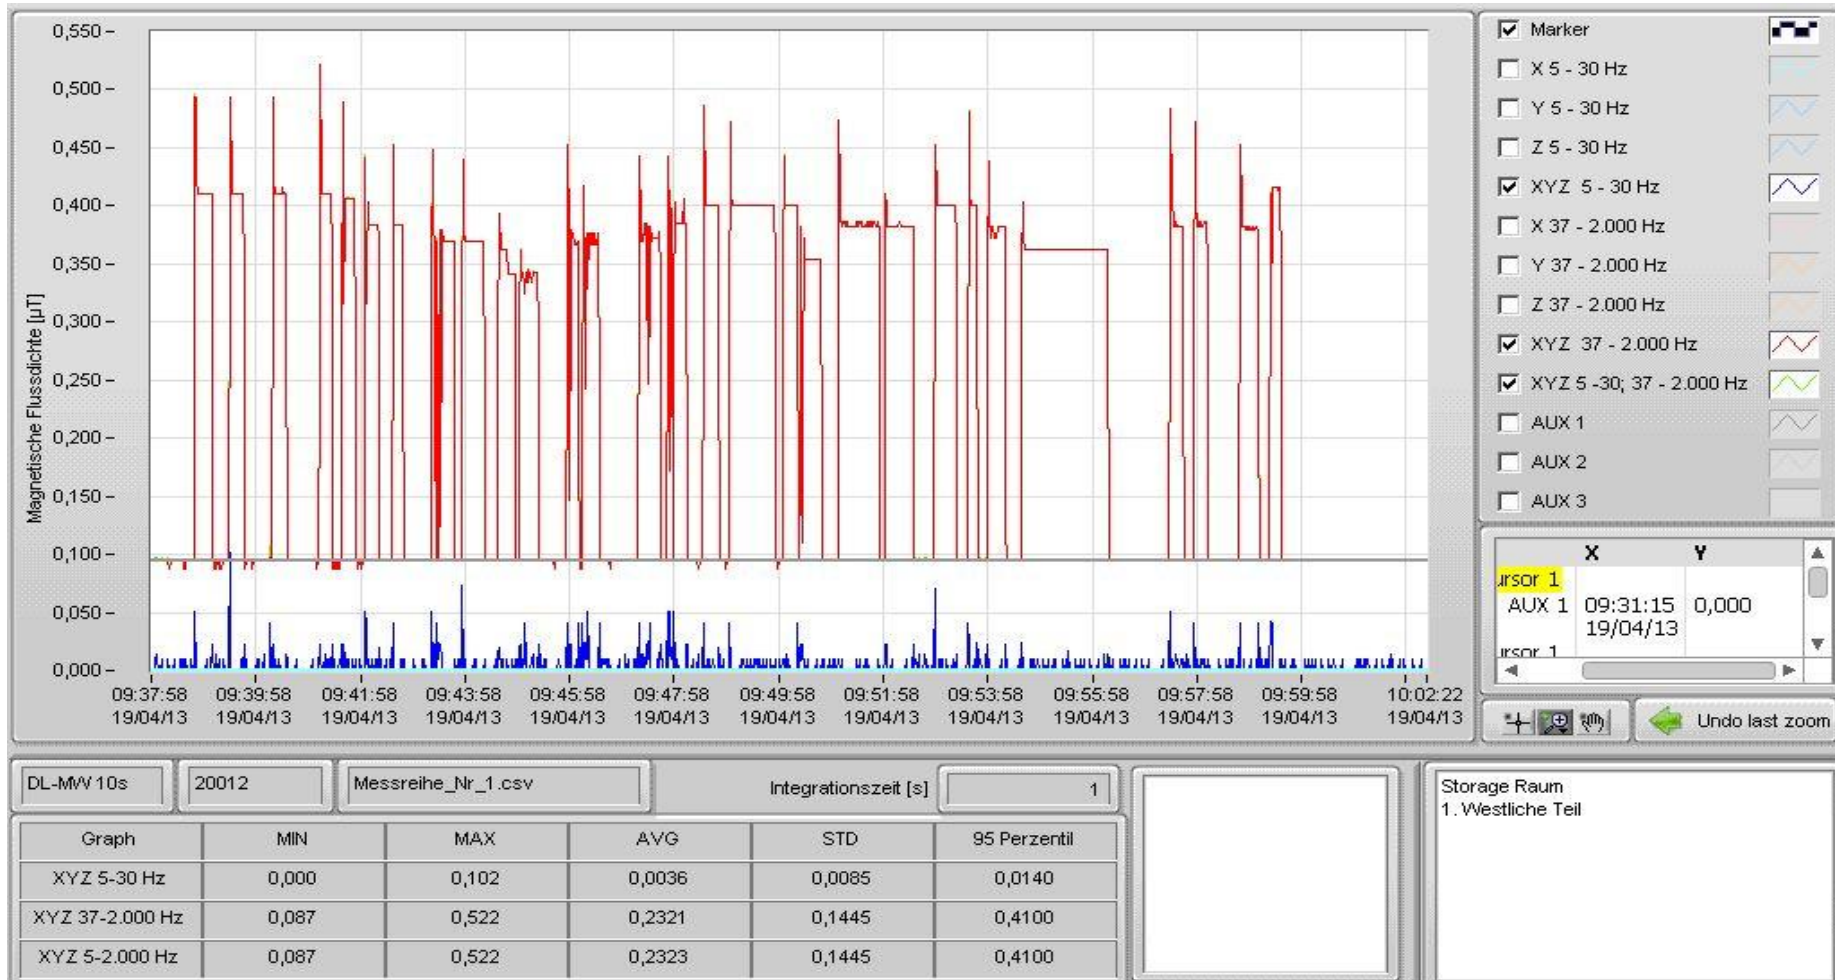 0,550
0,500
0,450
0,400
0,350
0,300
0,250
0,200
0,150
0,100
0,050
0,000
Magnetische Flussdichte [µT]
09:37:58 09:39:58 09:41:58 09:43:58 09:45:58 09:47:58 09:49:58 09:51:58 09:53:58 09:55:58 09:57:58 09:59:58 10:02:22
19/04/13 19/04/13 19/04/13 19/04/13 19/04/13 19/04/13 19/04/13 19/04/13 19/04/13 19/04/13 19/04/13 19/04/13 19/04/13
Marker
X 5 - 30 Hz
Y 5 - 30 Hz
Z 5 - 30 Hz
XYZ 5 - 30 Hz
X 37 - 2.000 Hz
Y 37 - 2.000 Hz
Z 37 - 2.000 Hz
XYZ 37 - 2.000 Hz
XYZ 5 -30; 37 - 2.000 Hz
AUX 1
AUX 2
AUX 3
X Y
ursor 1
AUX 1 09:31:15 0,000
19/04/13
ursor 1
Undo last zoom
DL-MW 10s 20012 Messreihe_Nr_1.csv Integrationszeit [s] 1
Graph MIN MAX AVG STD 95 Perzentil
XYZ 5-30 Hz 0,000 0,102 0,0036 0,0085 0,0140
XYZ 37-2.000 Hz 0,087 0,522 0,2321 0,1445 0,4100
XYZ 5-2.000 Hz 0,087 0,522 0,2323 0,1445 0,4100
Storage Raum
1. Westliche Teil